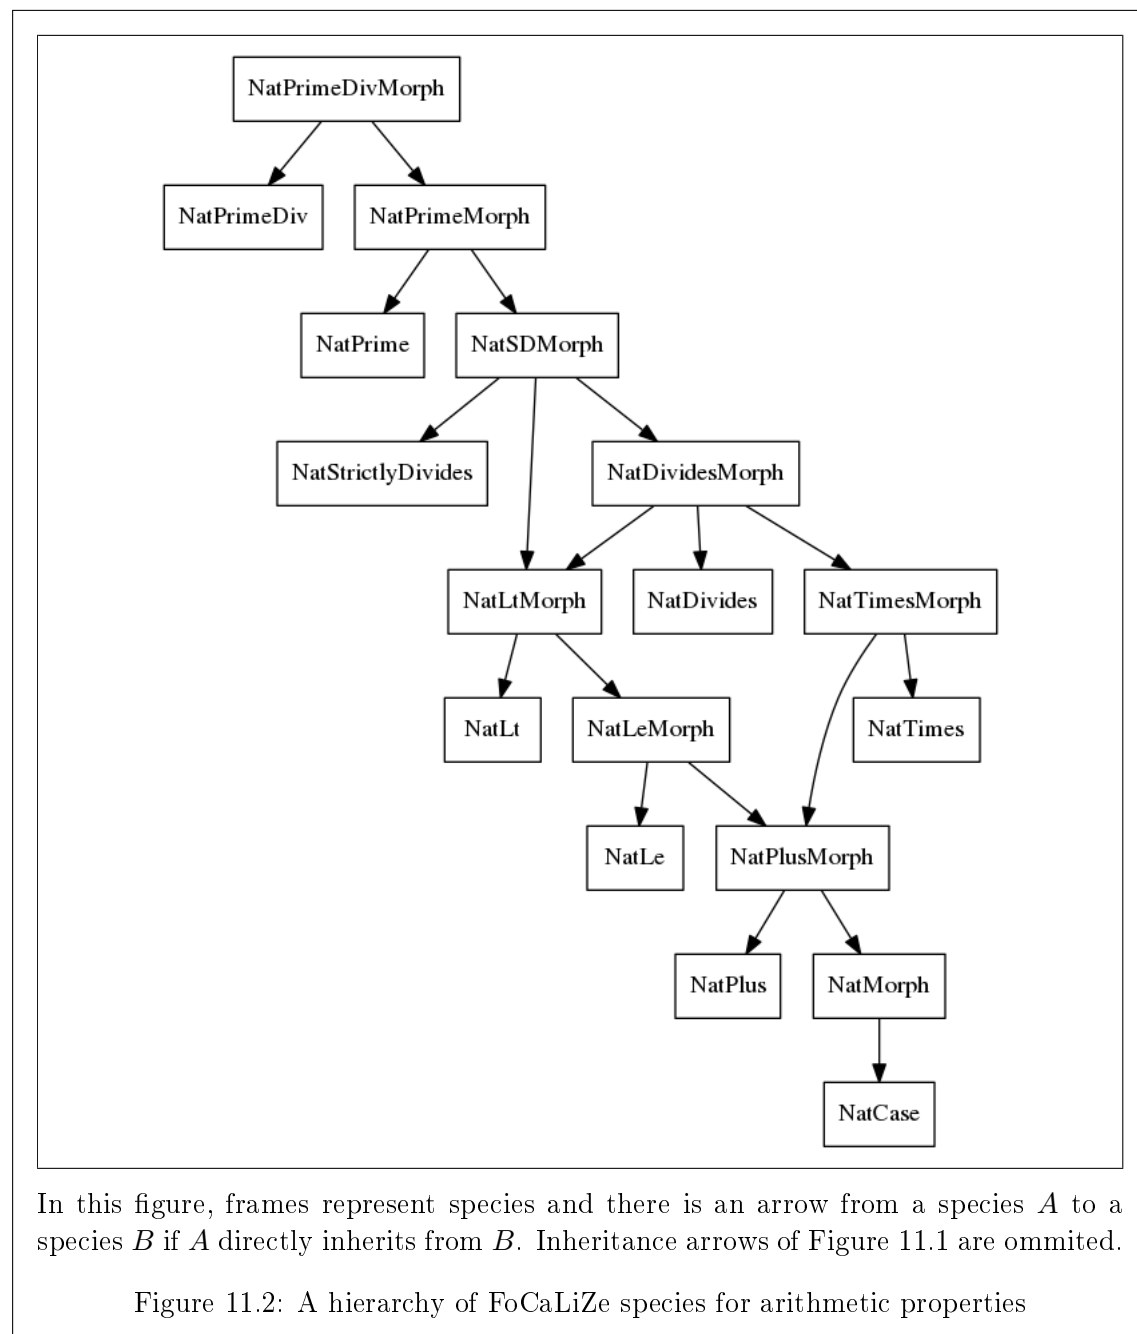 NatPrimeDivMorph
NatPrimeDiv
NatPrimeMorph
NatPrime
NatSDMorph
NatStrictlyDivides
NatDividesMorph
NatLtMorph
NatDivides
NatTimesMorph
NatLt
NatLeMorph
NatTimes
NatLe
NatPlusMorph
NatPlus
NatMorph
NatCase
In this figure, frames represent species and there is an arrow from a species A to a
species B if A directly inherits from B. Inheritance arrows of Figure 11.1 are ommited.
Figure 11.2: A hierarchy of FoCaLiZe species for arithmetic properties